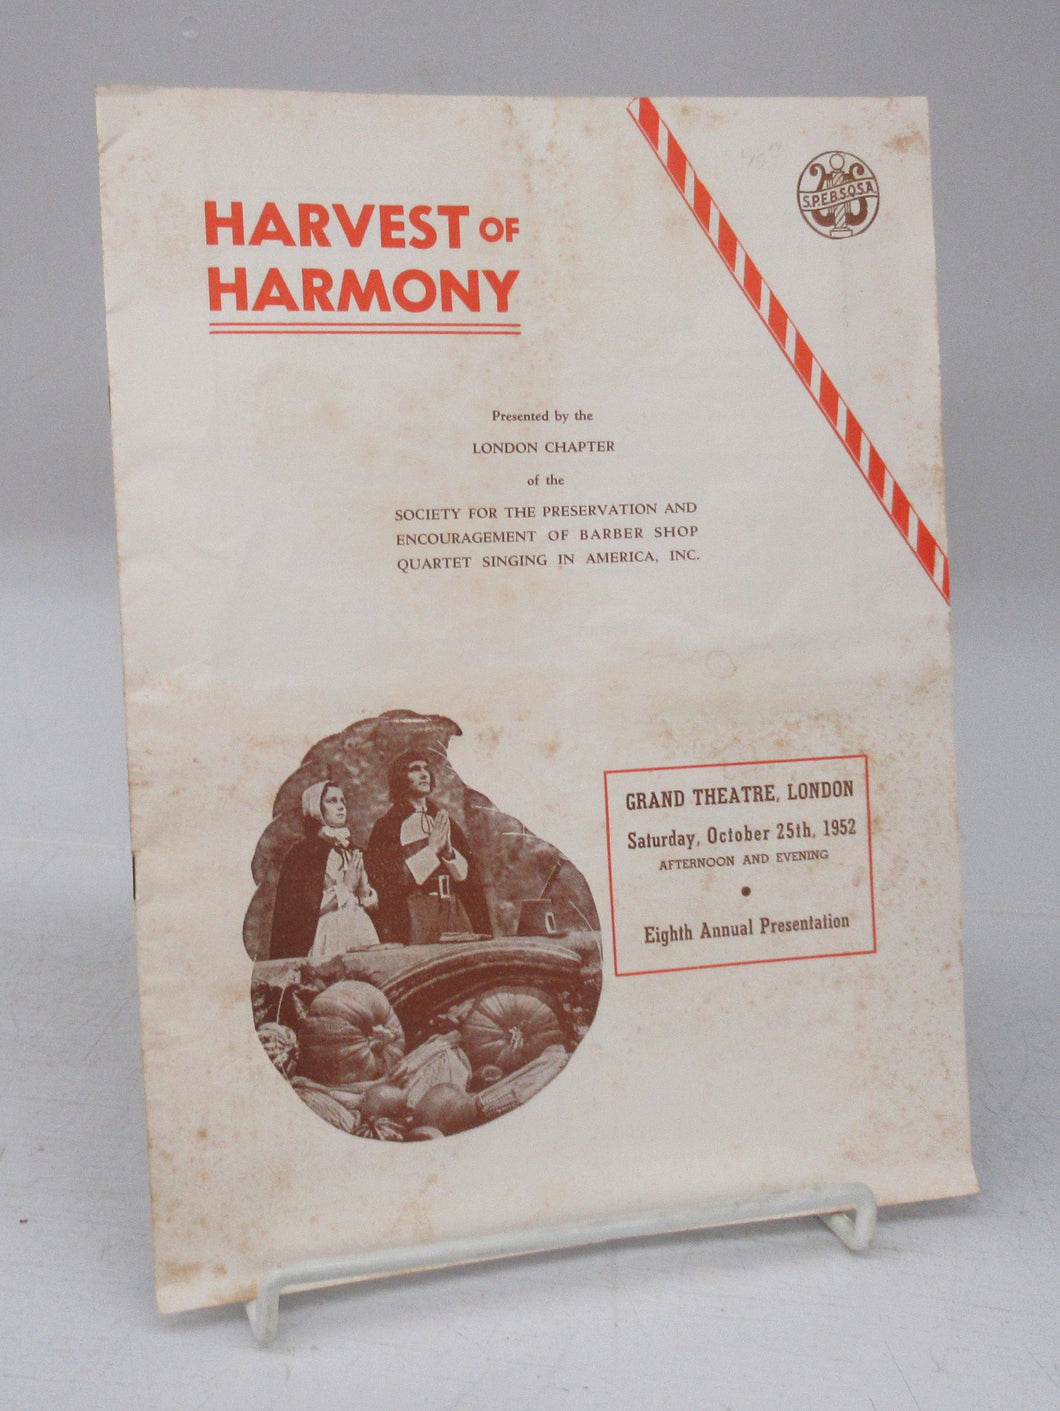 HARVEST OF
HARMONY
S.P.E.B.S.Q.S.A.
Presented by the
LONDON CHAPTER
of the
SOCIETY FOR THE PRESERVATION AND
ENCOURAGEMENT OF BARBER SHOP
QUARTET SINGING IN AMERICA, INC.
GRAND THEATRE, LONDON
Saturday, October 25th, 1952
AFTERNOON AND EVENING
Eighth Annual Presentation